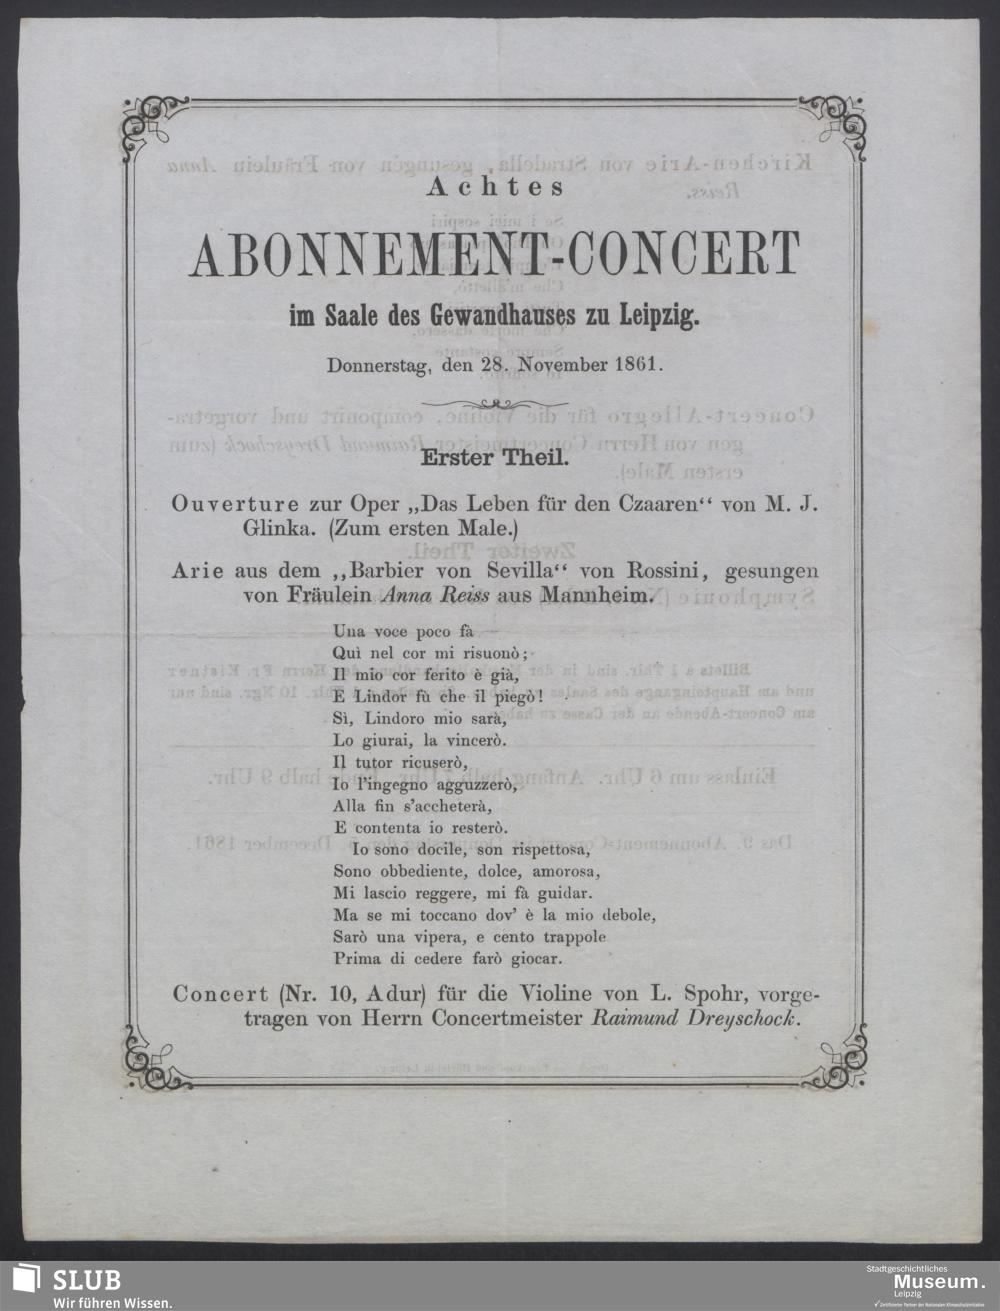 Achtes
ABONNEMENT-CONCERT
im Saale des Gewandhauses zu Leipzig.
Donnerstag, den 28. November 1861.
Erster Theil.
Ouverture zur Oper „Das Leben für den Czaaren“ von M. J.
Glinka. (Zum ersten Male.)
Arie aus dem „Barbier von Sevilla“ von Rossini, gesungen
von Fräulein Anna Reiss aus Mannheim.
Una voce poco fà
Quì nel cor mi risuonò;
Il mio cor ferito è già,
E Lindor fù che il piegò!
Sì, Lindoro mio sarà,
Lo giurai, la vincerò.
Il tutor ricuserò,
Io l'ingegno agguzzerò,
Alla fin s'accheterà,
E contenta io resterò.
Io sono docile, son rispettosa,
Sono obbediente, dolce, amorosa,
Mi lascio reggere, mi fà guidar.
Ma se mi toccano dov' è la mio debole,
Sarò una vipera, e cento trappole
Prima di cedere farò giocar.
Concert (Nr. 10, Adur) für die Violine von L. Spohr, vorge-
tragen von Herrn Concertmeister Raimund Dreyschock.
SLUB
Wir führen Wissen.
Stadtgeschichtliches
Museum.
Leipzig
Zertifizierter Partner der Nationalen Klimaschutzinitiative